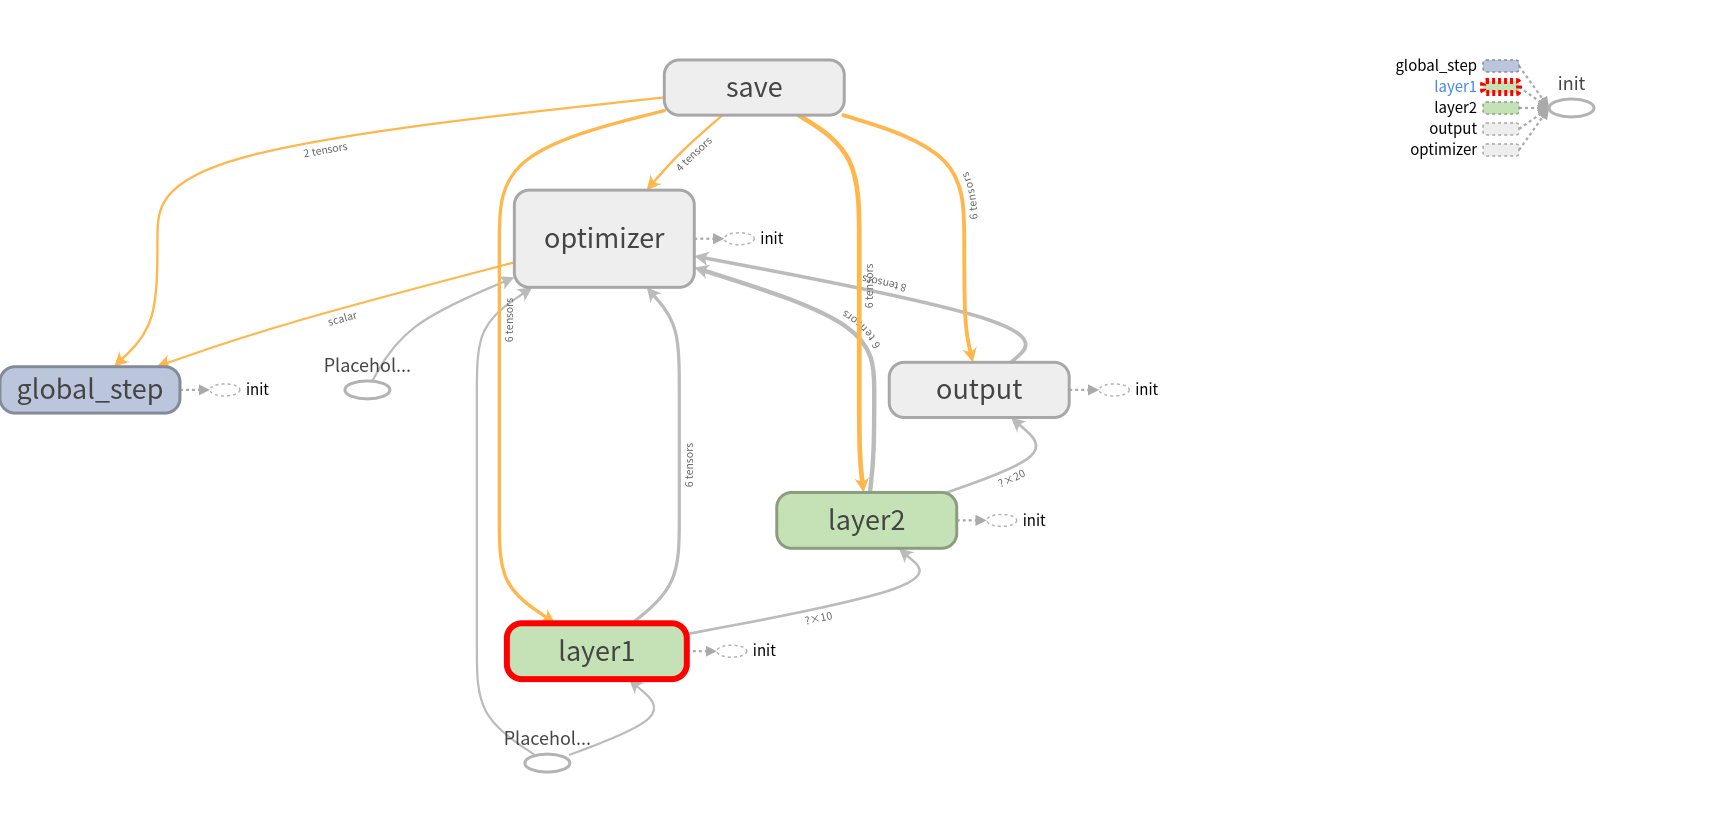 save
global_step
layer1
layer2
output
optimizer
init
2 tensors
4 tensors
6 tensors
optimizer
init
6 tensors
8 tensors
6 tensors
scalar
6 tensors
Placehol...
global_step
init
output
init
6 tensors
?×20
layer2
init
?×10
layer1
init
Placehol...